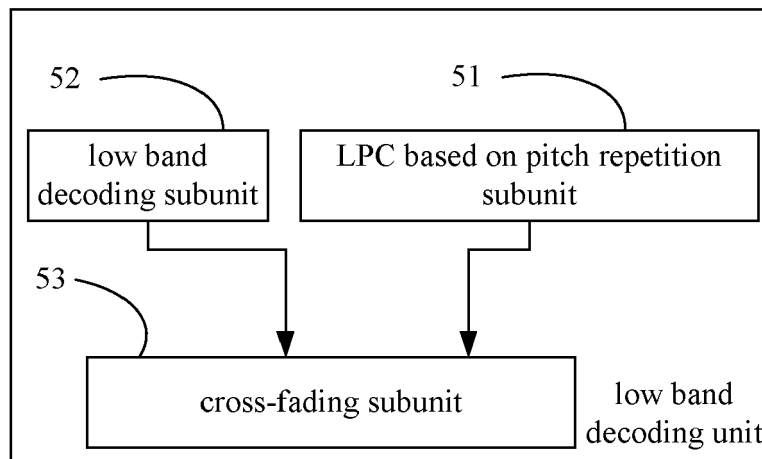 52
51
low band
decoding subunit
LPC based on pitch repetition
subunit
53
cross-fading subunit
low band
decoding unit